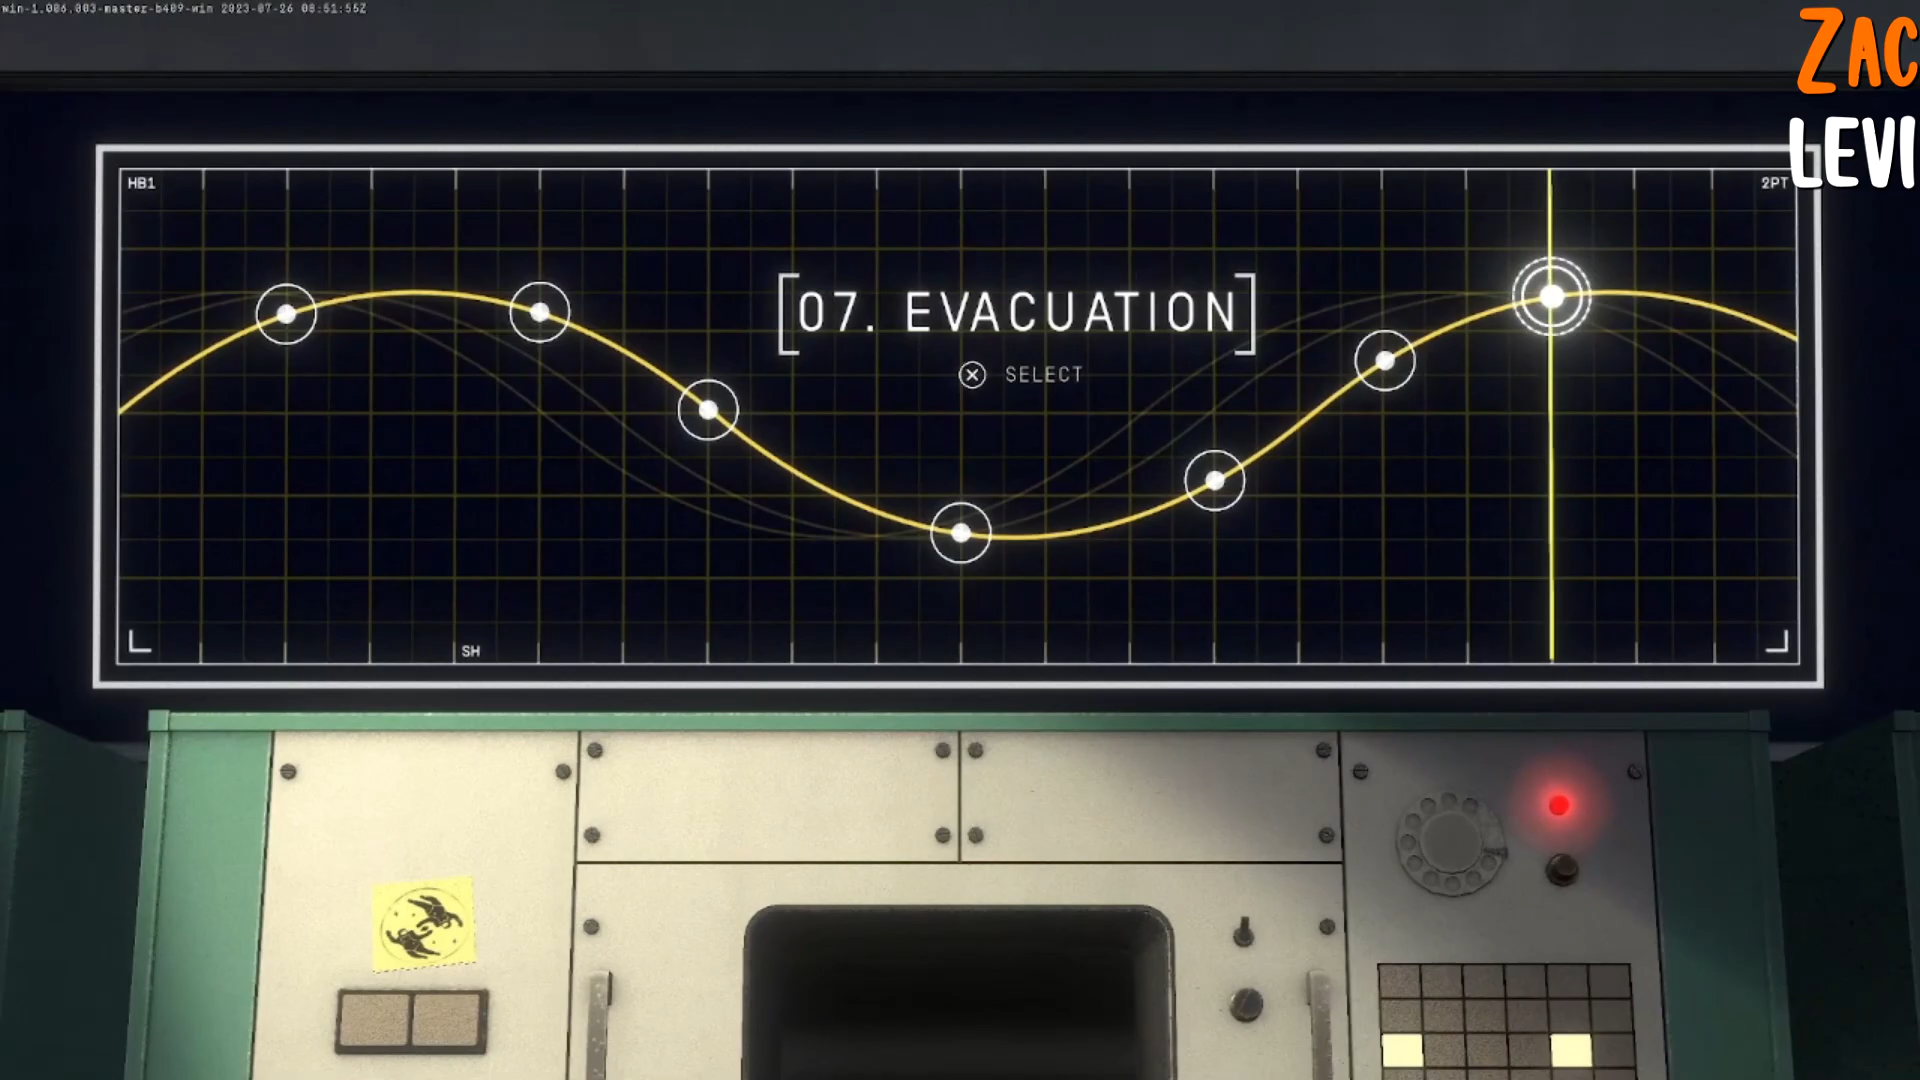 win-1.006.003-master-b409-win 2023-07-26 08:51:55Z
ZAC
LEVI
HB1
2PT
07. EVACUATION
SELECT
SH